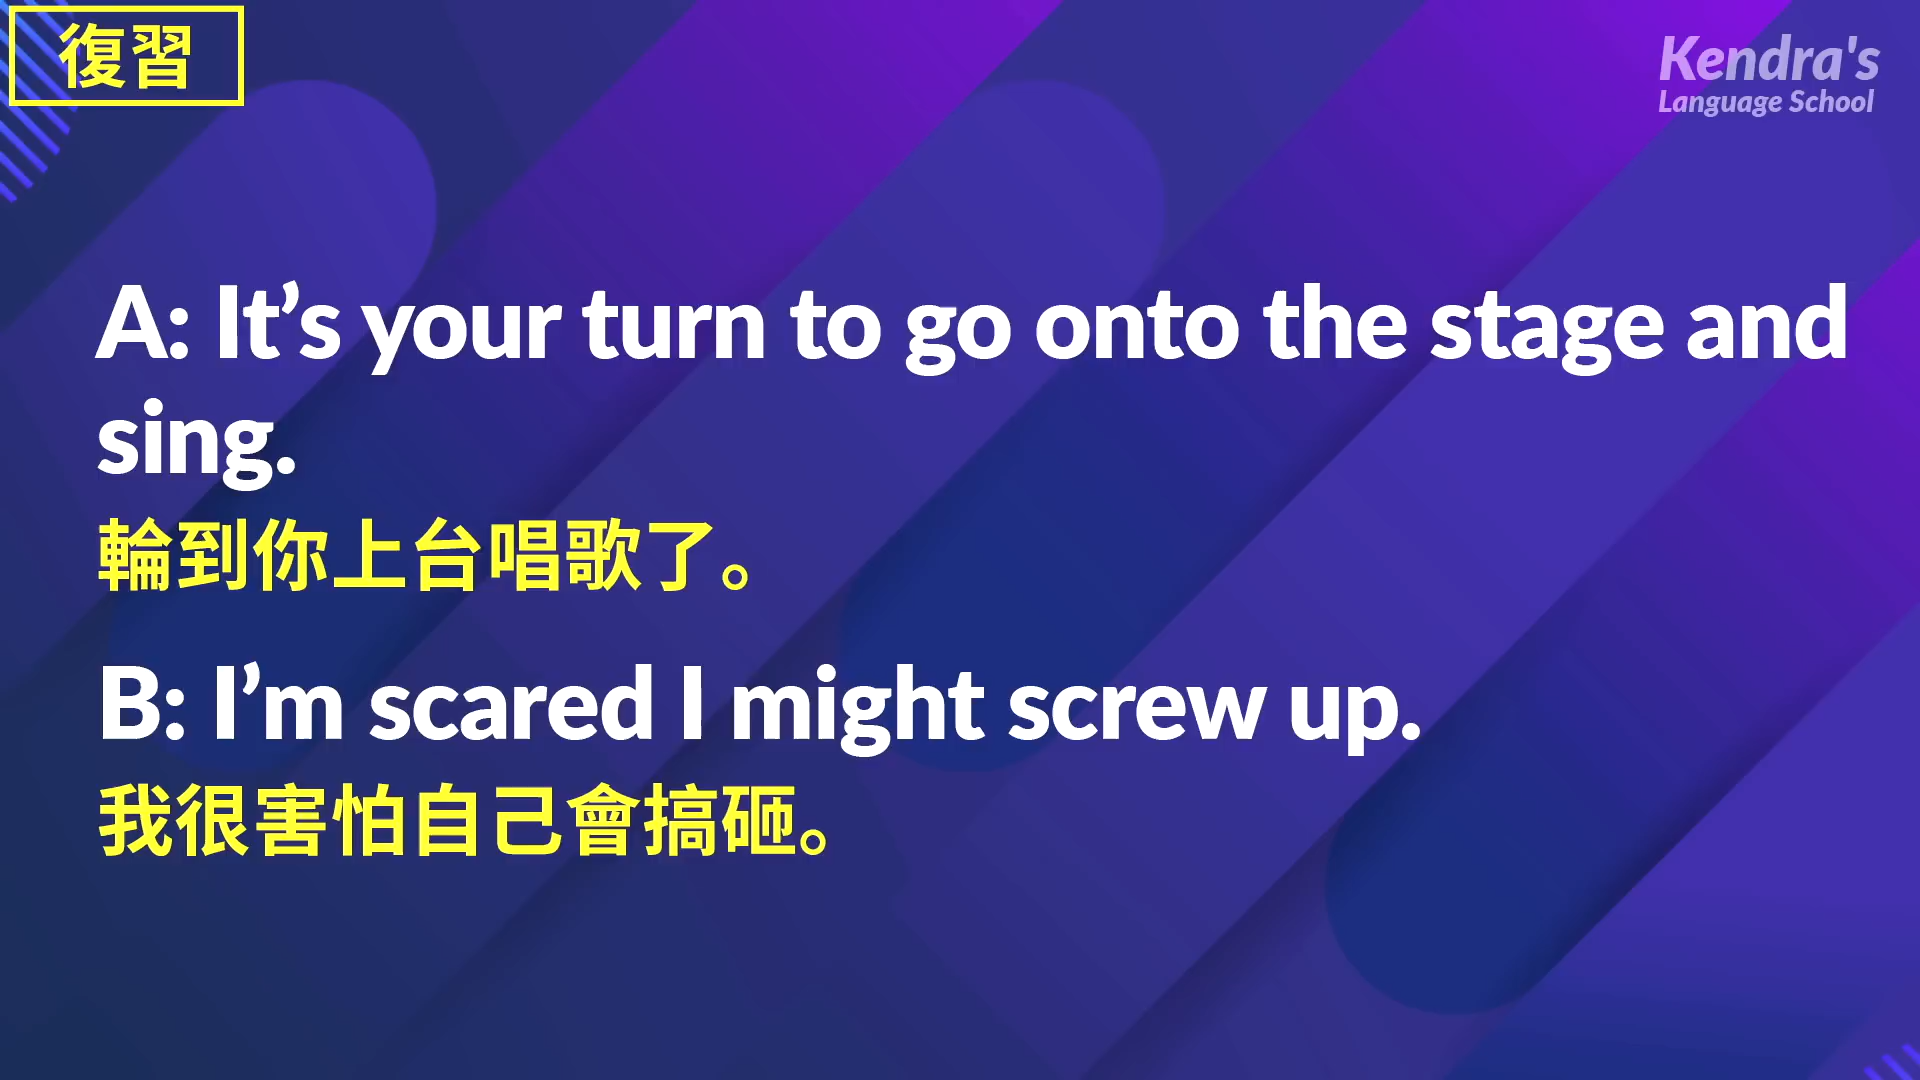 復習
Kendra's
Language School
A: It’s your turn to go onto the stage and
sing.
輪到你上台唱歌了。
B: I’m scared I might screw up.
我很害怕自己會搞砸。